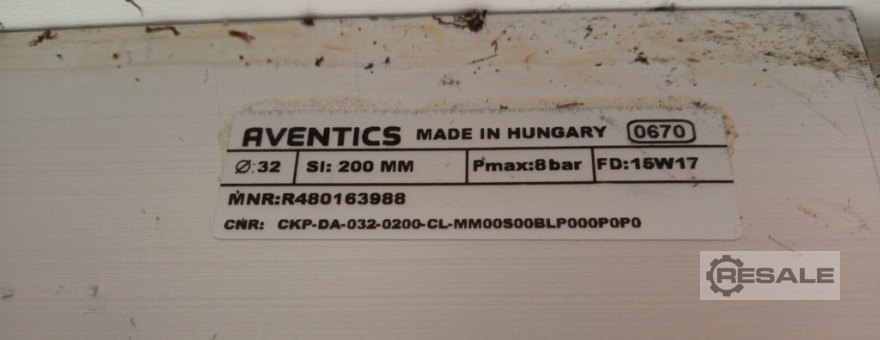 AVENTICS MADE IN HUNGARY 0670
Ø:32 SI: 200 MM Pmax:8bar FD:15W17
MNR:R480163988
CNR: CKP-DA-032-0200-CL-MM00S00BLP000P0P0
RESALE